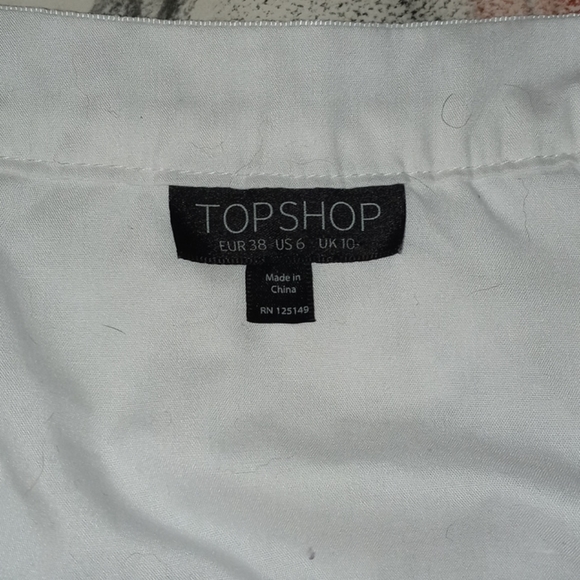 TOPSHOP
EUR 38 US 6 UK 10
Made in
China
RN 125149